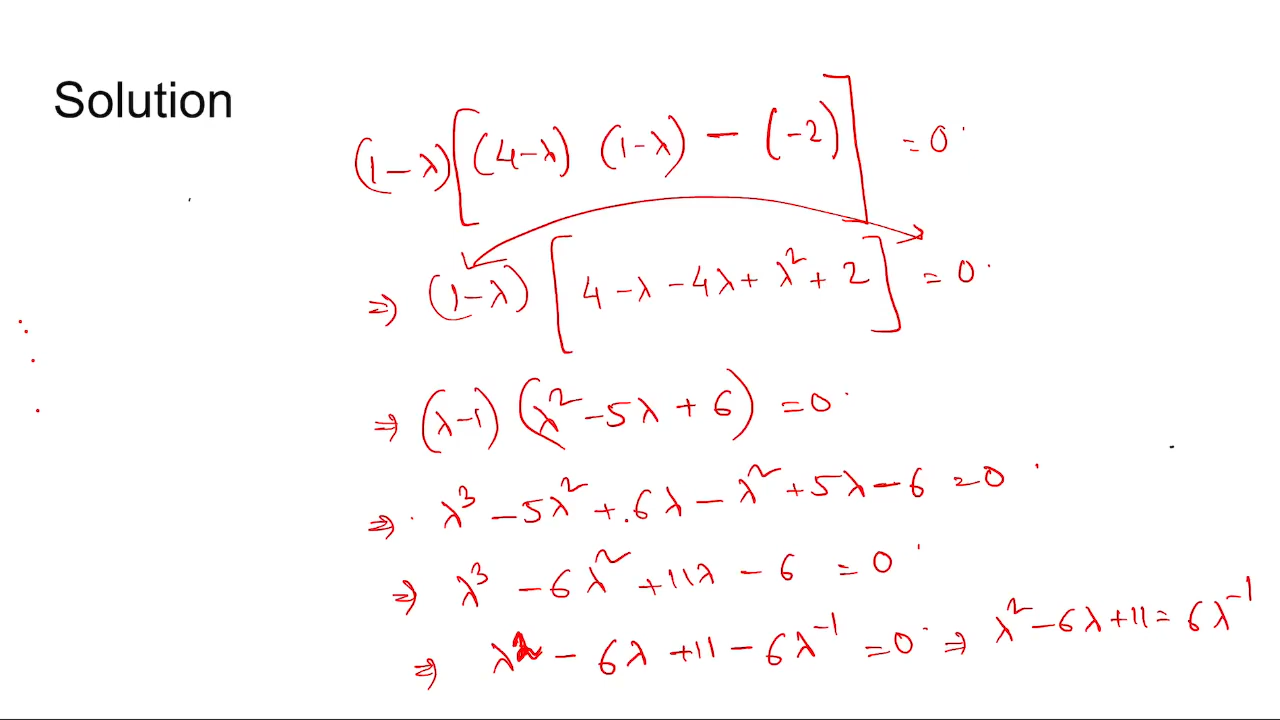 Solution
(1-λ)[(4-λ) (1-λ) - (-2)] = 0
⇒ (1-λ) [4-λ-4λ+λ²+2] = 0
⇒ (λ-1) (λ²-5λ+6) = 0
⇒ λ³-5λ²+6λ-λ²+5λ-6 = 0
⇒ λ³-6λ²+11λ-6 = 0
⇒ λ²-6λ+11-6λ⁻¹ = 0 ⇒ λ²-6λ+11 = 6λ⁻¹